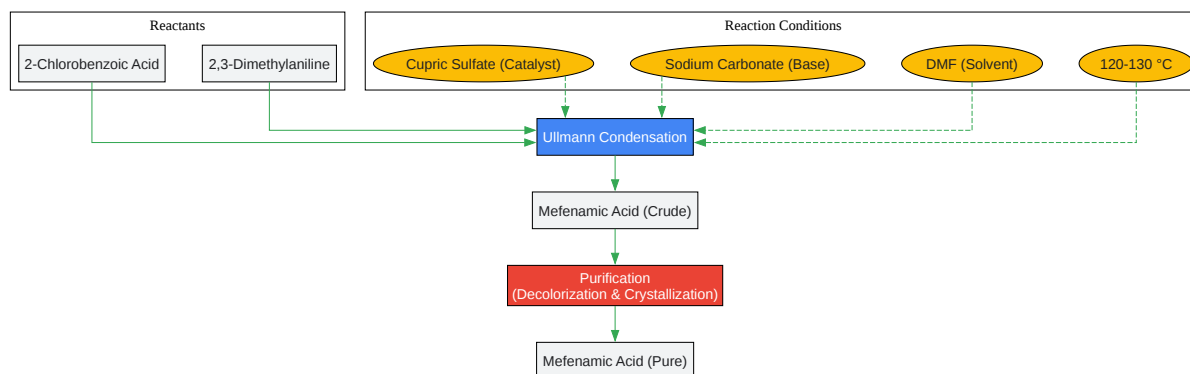 Reactants
Reaction Conditions
2-Chlorobenzoic Acid
2,3-Dimethylaniline
Cupric Sulfate (Catalyst)
Sodium Carbonate (Base)
DMF (Solvent)
120-130 °C
Ullmann Condensation
Mefenamic Acid (Crude)
Purification
(Decolorization & Crystallization)
Mefenamic Acid (Pure)